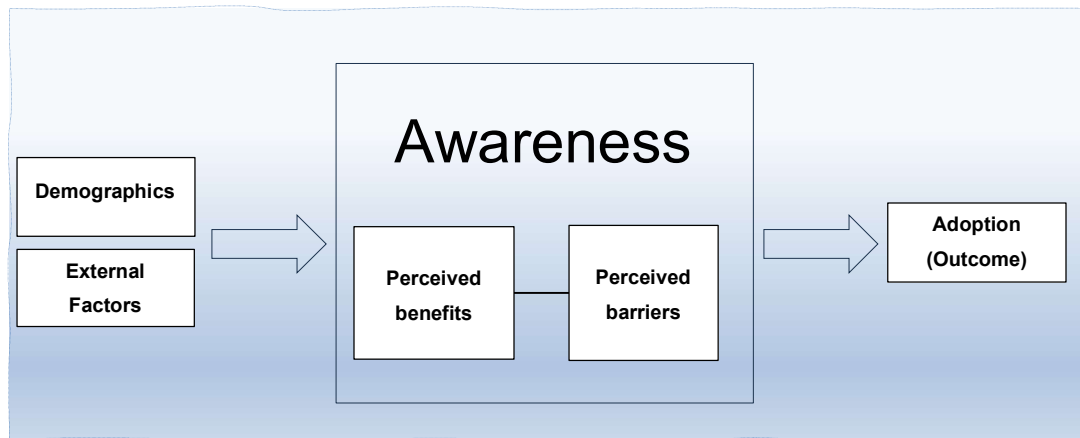 Awareness
Demographics
External
Factors
Perceived
benefits
Perceived
barriers
Adoption
(Outcome)